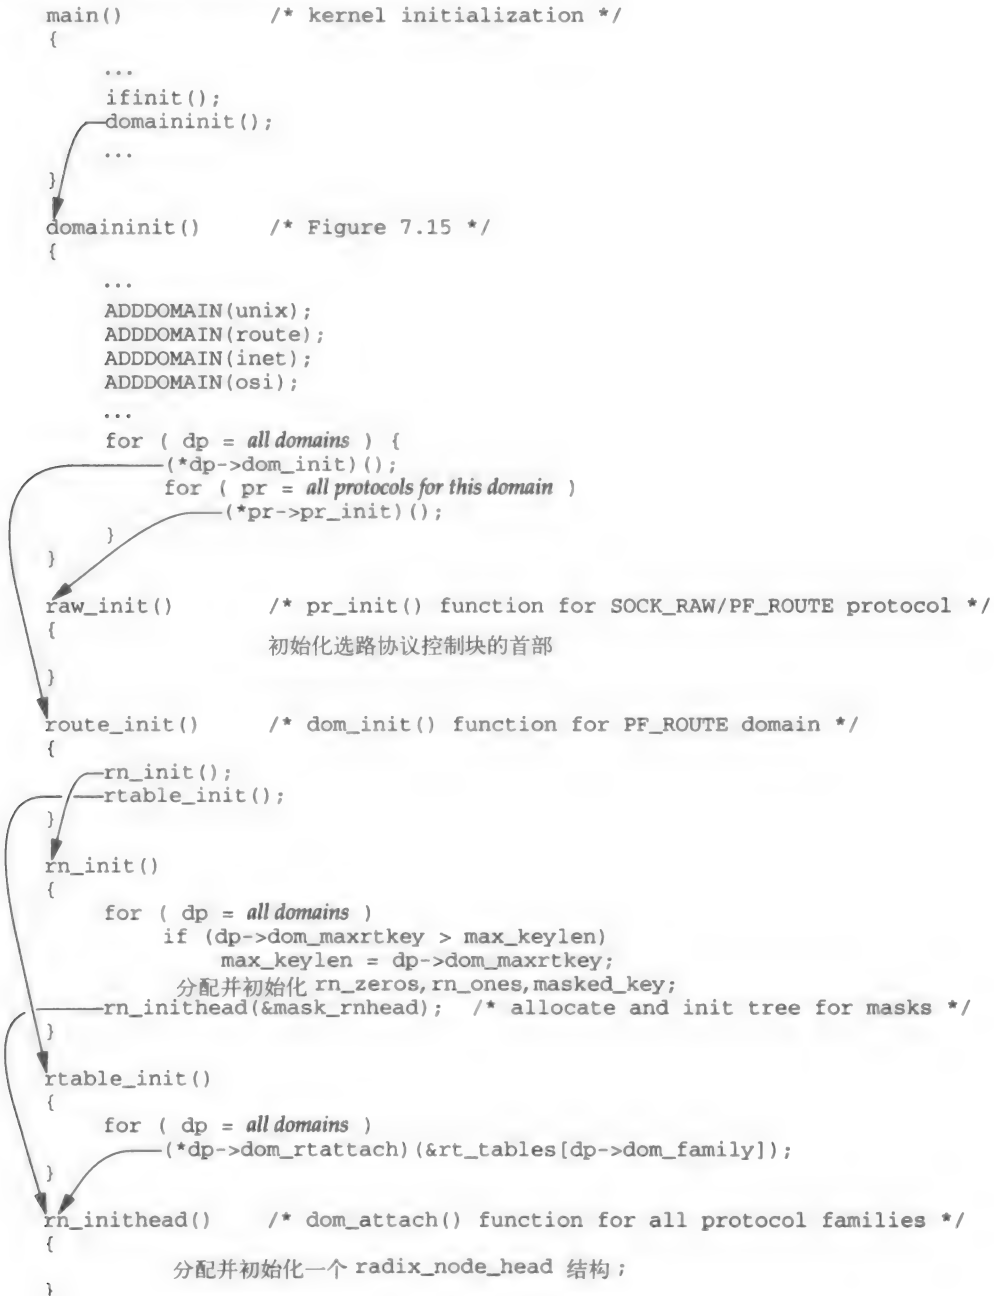 main() /* kernel initialization */
{
...
ifinit();
domaininit();
...
}
domaininit() /* Figure 7.15 */
{
...
ADDDOMAIN(unix);
ADDDOMAIN(route);
ADDDOMAIN(inet);
ADDDOMAIN(osi);
...
for ( dp = all domains ) {
(*dp->dom_init)();
for ( pr = all protocols for this domain )
(*pr->pr_init)();
}
}
raw_init() /* pr_init() function for SOCK_RAW/PF_ROUTE protocol */
{
初始化选路协议控制块的首部
}
route_init() /* dom_init() function for PF_ROUTE domain */
{
rn_init();
rtable_init();
}
rn_init()
{
for ( dp = all domains )
if (dp->dom_maxrtkey > max_keylen)
max_keylen = dp->dom_maxrtkey;
分配并初始化 rn_zeros,rn_ones,masked_key;
rn_inithead(&mask_rnhead); /* allocate and init tree for masks */
}
rtable_init()
{
for ( dp = all domains )
(*dp->dom_rtattach)(&rt_tables[dp->dom_family]);
}
rn_inithead() /* dom_attach() function for all protocol families */
{
分配并初始化一个 radix_node_head 结构;
}